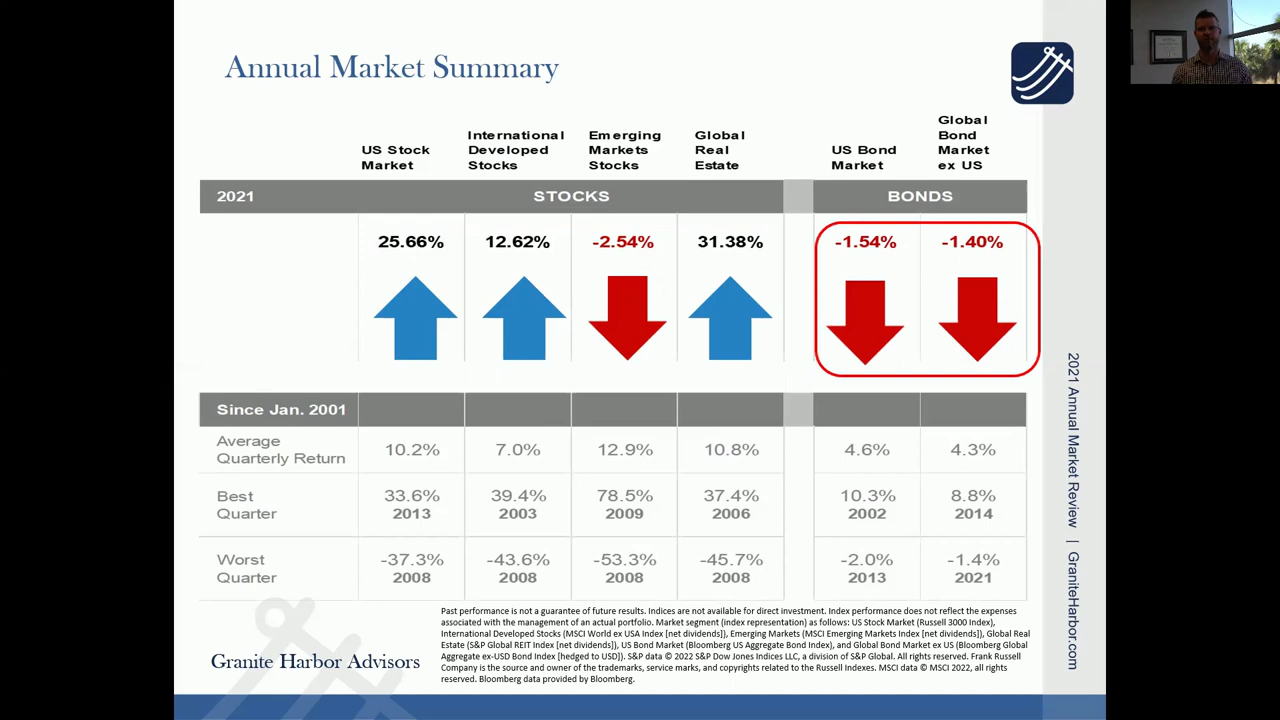 Annual Market Summary
US Stock
Market
International
Developed
Stocks
Emerging
Markets
Stocks
Global
Real
Estate
US Bond
Market
Global
Bond
Market
ex US
2021 STOCKS BONDS
25.66% 12.62% -2.54% 31.38% -1.54% -1.40%
Since Jan. 2001
Average
Quarterly Return
10.2% 7.0% 12.9% 10.8% 4.6% 4.3%
Best
Quarter
33.6% 39.4% 78.5% 37.4% 10.3% 8.8%
2013 2003 2009 2006 2002 2014
Worst
Quarter
-37.3% -43.6% -53.3% -45.7% -2.0% -1.4%
2008 2008 2008 2008 2013 2021
Past performance is not a guarantee of future results. Indices are not available for direct investment. Index performance does not reflect the expenses
associated with the management of an actual portfolio. Market segment (index representation) as follows: US Stock Market (Russell 3000 Index),
International Developed Stocks (MSCI World ex USA Index [net dividends]), Emerging Markets (MSCI Emerging Markets Index [net dividends]), Global Real
Estate (S&P Global REIT Index [net dividends]), US Bond Market (Bloomberg US Aggregate Bond Index), and Global Bond Market ex US (Bloomberg Global
Aggregate ex-USD Bond Index [hedged to USD]). S&P data © 2022 S&P Dow Jones Indices LLC, a division of S&P Global. All rights reserved. Frank Russell
Company is the source and owner of the trademarks, service marks, and copyrights related to the Russell Indexes. MSCI data © MSCI 2022, all rights
reserved. Bloomberg data provided by Bloomberg.
Granite Harbor Advisors
2021 Annual Market Review | GraniteHarbor.com